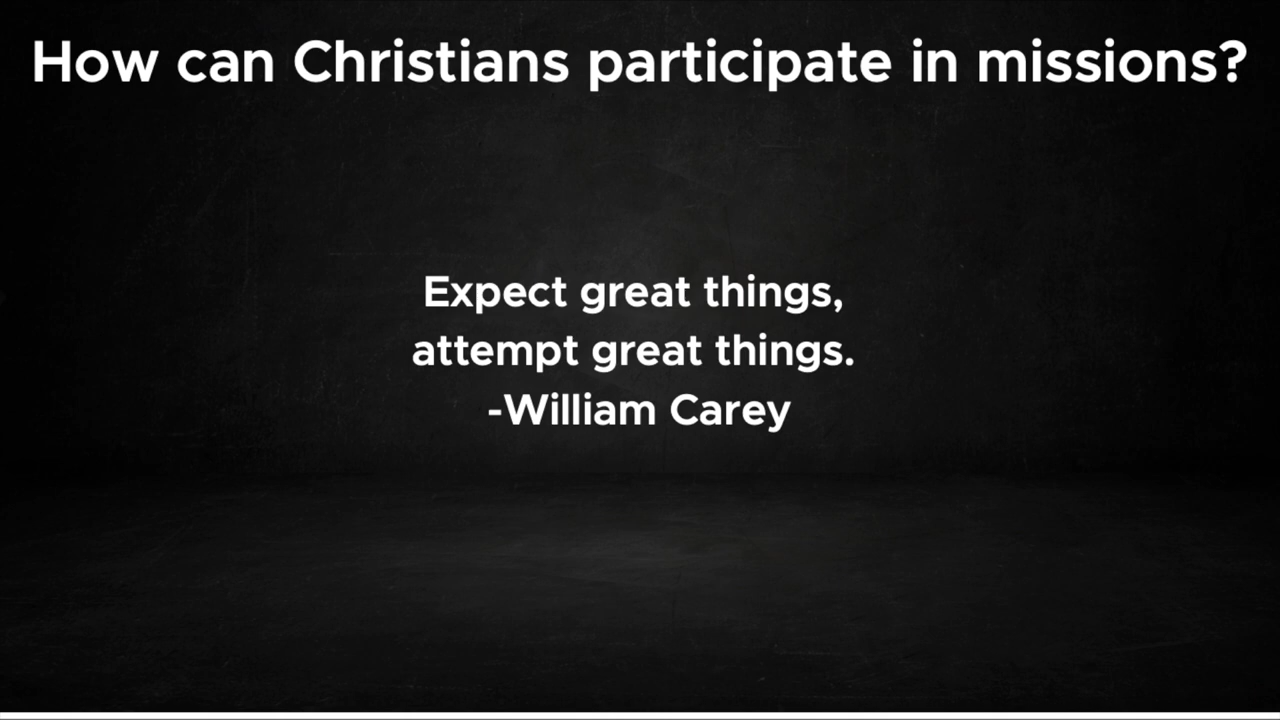 How can Christians participate in missions?
Expect great things,
attempt great things.
-William Carey